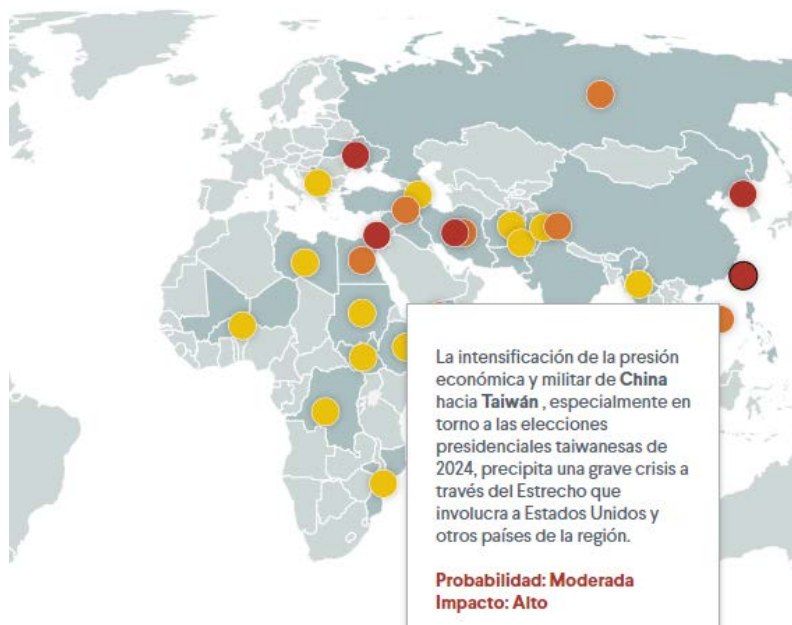 La intensificación de la presión
económica y militar de China
hacia Taiwán , especialmente en
torno a las elecciones
presidenciales taiwanesas de
2024, precipita una grave crisis a
través del Estrecho que
involucra a Estados Unidos y
otros países de la región.
Probabilidad: Moderada
Impacto: Alto